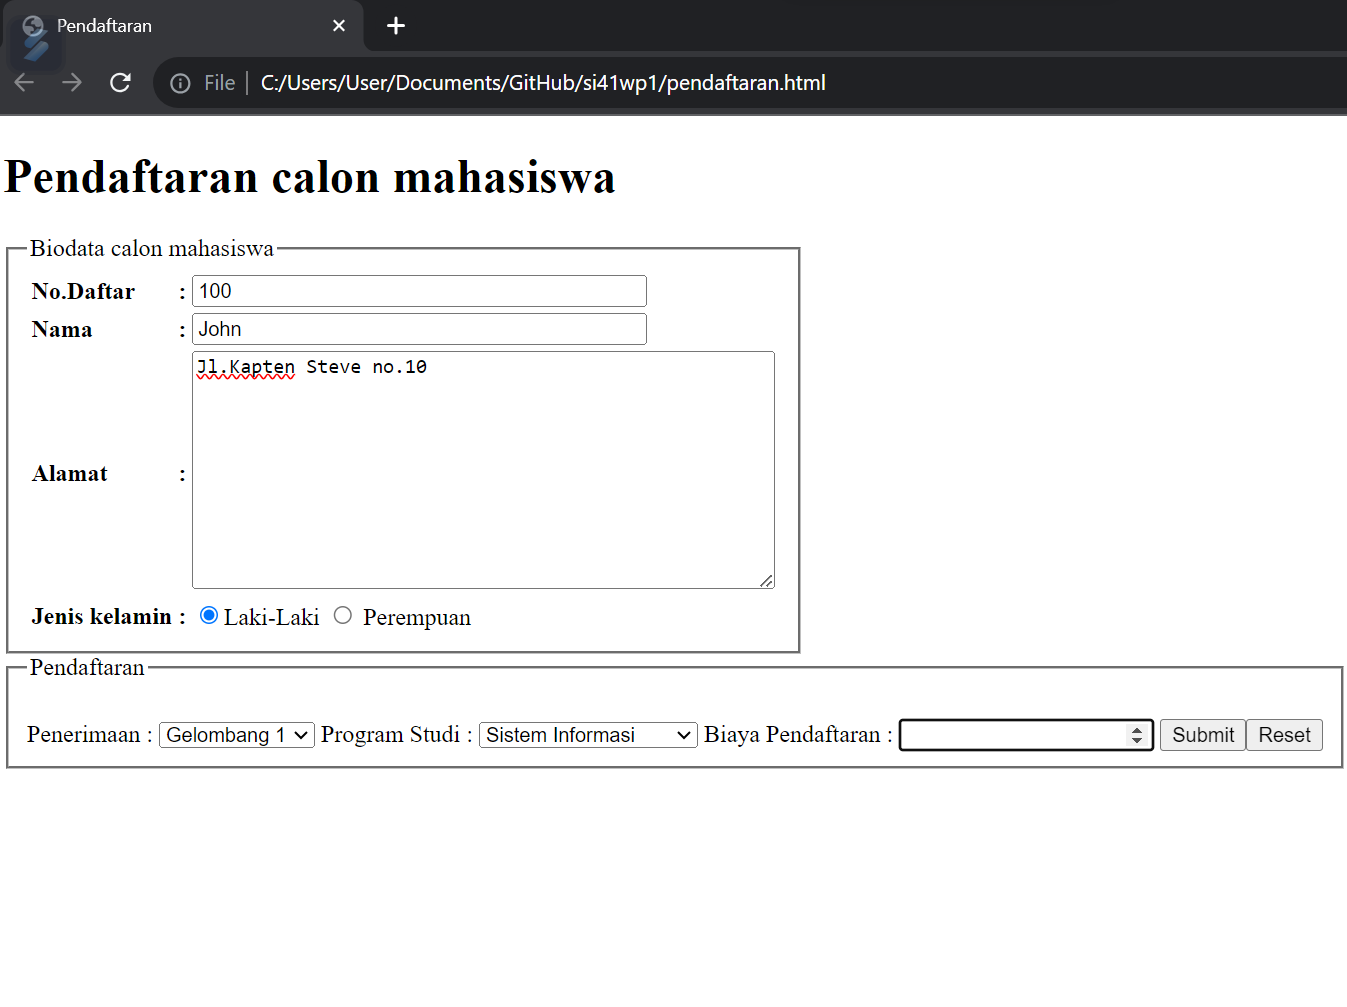 Pendaftaran
File C:/Users/User/Documents/GitHub/si41wp1/pendaftaran.html
Pendaftaran calon mahasiswa
Biodata calon mahasiswa
No.Daftar : 100
Nama : John
Jl.Kapten Steve no.10
Alamat :
Jenis kelamin : Laki-Laki Perempuan
Pendaftaran
Penerimaan : Gelombang 1 Program Studi : Sistem Informasi Biaya Pendaftaran : Submit Reset